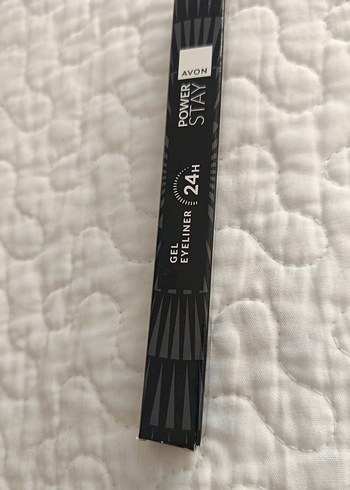 AVON
POWER
STAY
24H
GEL
EYELINER